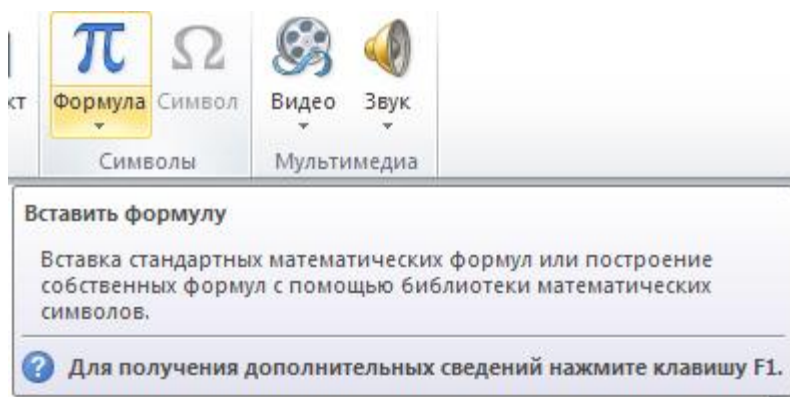 кт Формула Символ Видео Звук
Символы Мультимедиа
Вставить формулу
Вставка стандартных математических формул или построение
собственных формул с помощью библиотеки математических
символов.
Для получения дополнительных сведений нажмите клавишу F1.